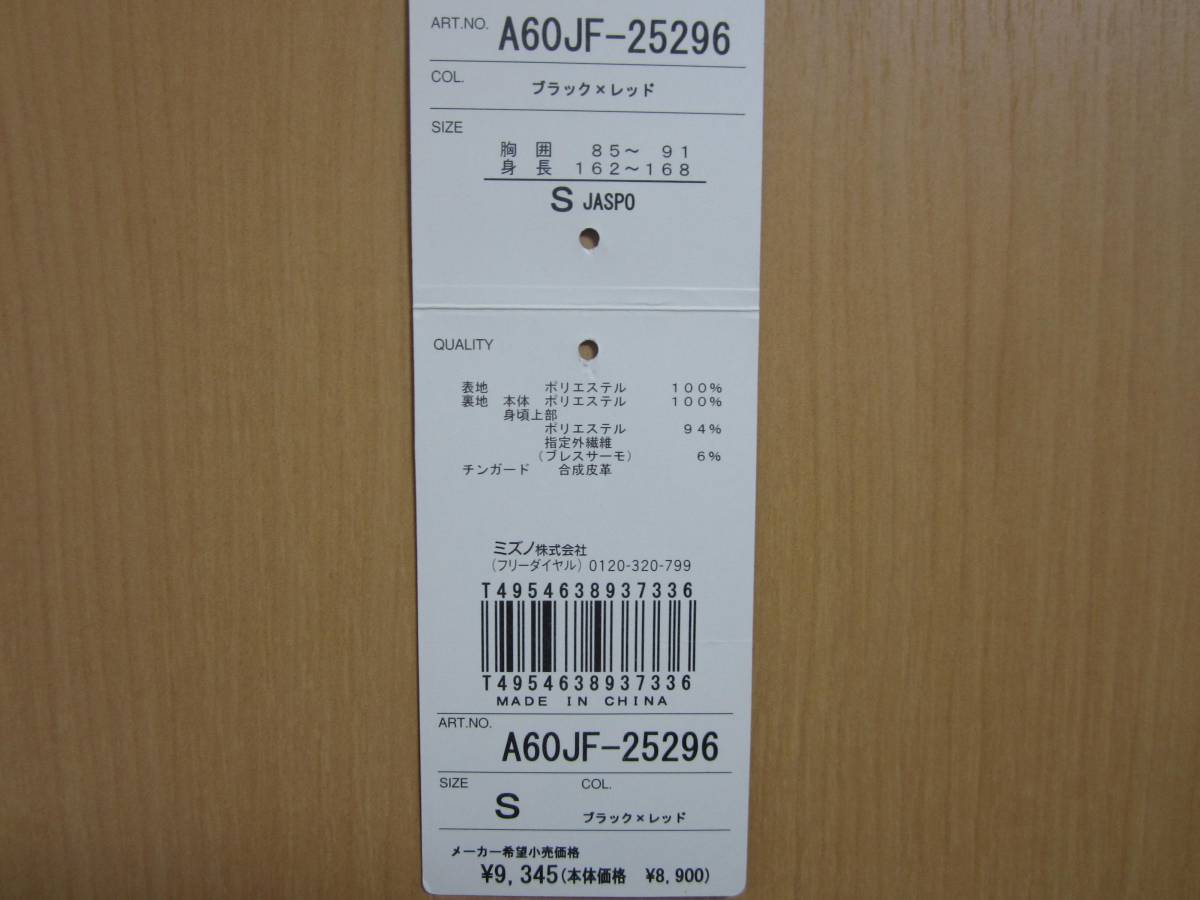 ART.NO. A60JF-25296
COL. ブラック×レッド
SIZE
胸囲 85～ 91
身長 162～168
S JASPO
QUALITY
表地 ポリエステル 100%
裏地 本体 ポリエステル 100%
身頃上部
ポリエステル 94%
指定外繊維
(ブレスサーモ) 6%
チンガード 合成皮革
ミズノ株式会社
(フリーダイヤル) 0120-320-799
T4954638937336
T4954638937336
MADE IN CHINA
ART.NO.
A60JF-25296
SIZE COL.
S ブラック×レッド
メーカー希望小売価格
¥9,345(本体価格 ¥8,900)